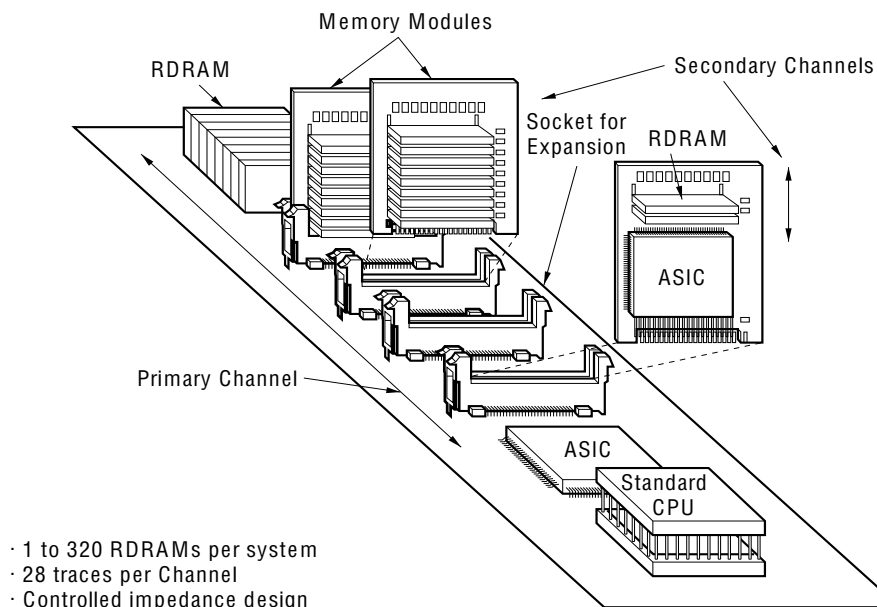 Memory Modules
RDRAM
Secondary Channels
Socket for
Expansion
RDRAM
ASIC
Primary Channel
ASIC
Standard
CPU
· 1 to 320 RDRAMs per system
· 28 traces per Channel
· Controlled impedance design